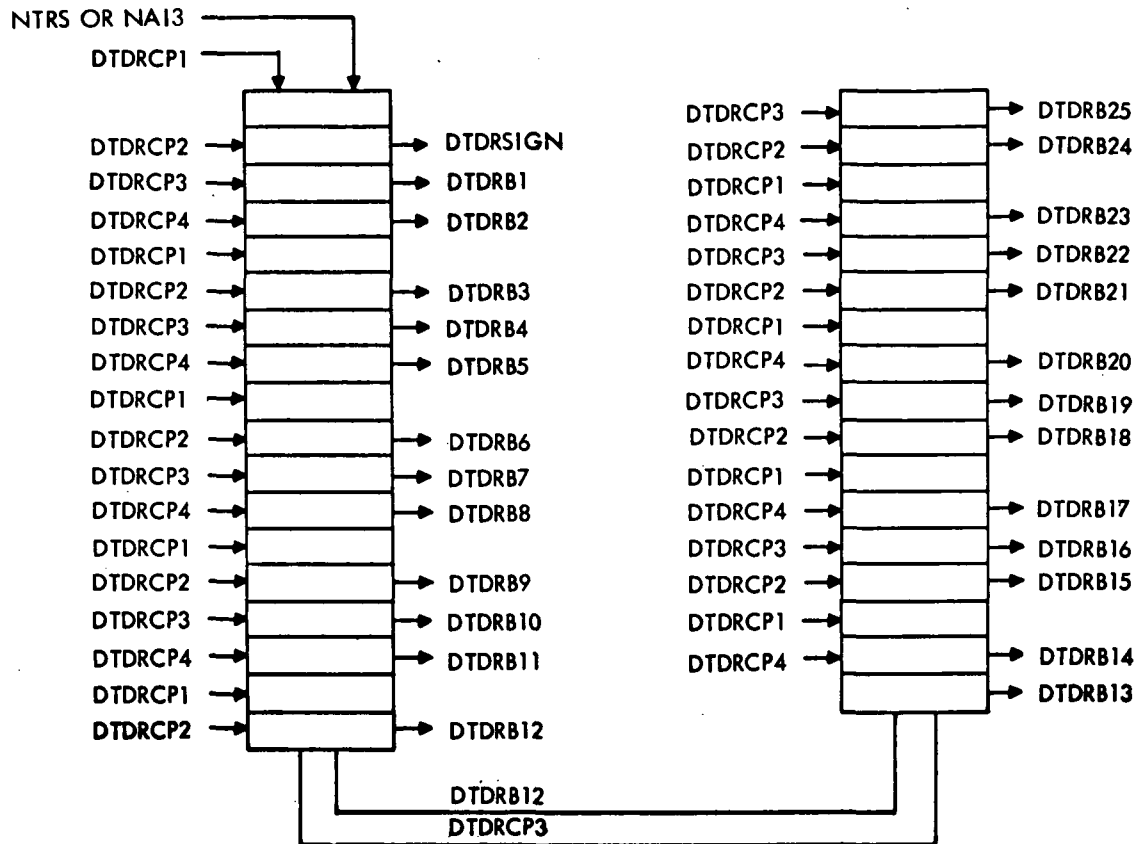 NTRS OR NA13
DTDRCP1
DTDRCP2 DTDRSIGN
DTDRCP3 DTDRB1
DTDRCP4 DTDRB2
DTDRCP1
DTDRCP2 DTDRB3
DTDRCP3 DTDRB4
DTDRCP4 DTDRB5
DTDRCP1
DTDRCP2 DTDRB6
DTDRCP3 DTDRB7
DTDRCP4 DTDRB8
DTDRCP1
DTDRCP2 DTDRB9
DTDRCP3 DTDRB10
DTDRCP4 DTDRB11
DTDRCP1
DTDRCP2 DTDRB12
DTDRCP3 DTDRB25
DTDRCP2 DTDRB24
DTDRCP1
DTDRCP4 DTDRB23
DTDRCP3 DTDRB22
DTDRCP2 DTDRB21
DTDRCP1
DTDRCP4 DTDRB20
DTDRCP3 DTDRB19
DTDRCP2 DTDRB18
DTDRCP1
DTDRCP4 DTDRB17
DTDRCP3 DTDRB16
DTDRCP2 DTDRB15
DTDRCP1
DTDRCP4 DTDRB14
DTDRB13
DTDRB12
DTDRCP3